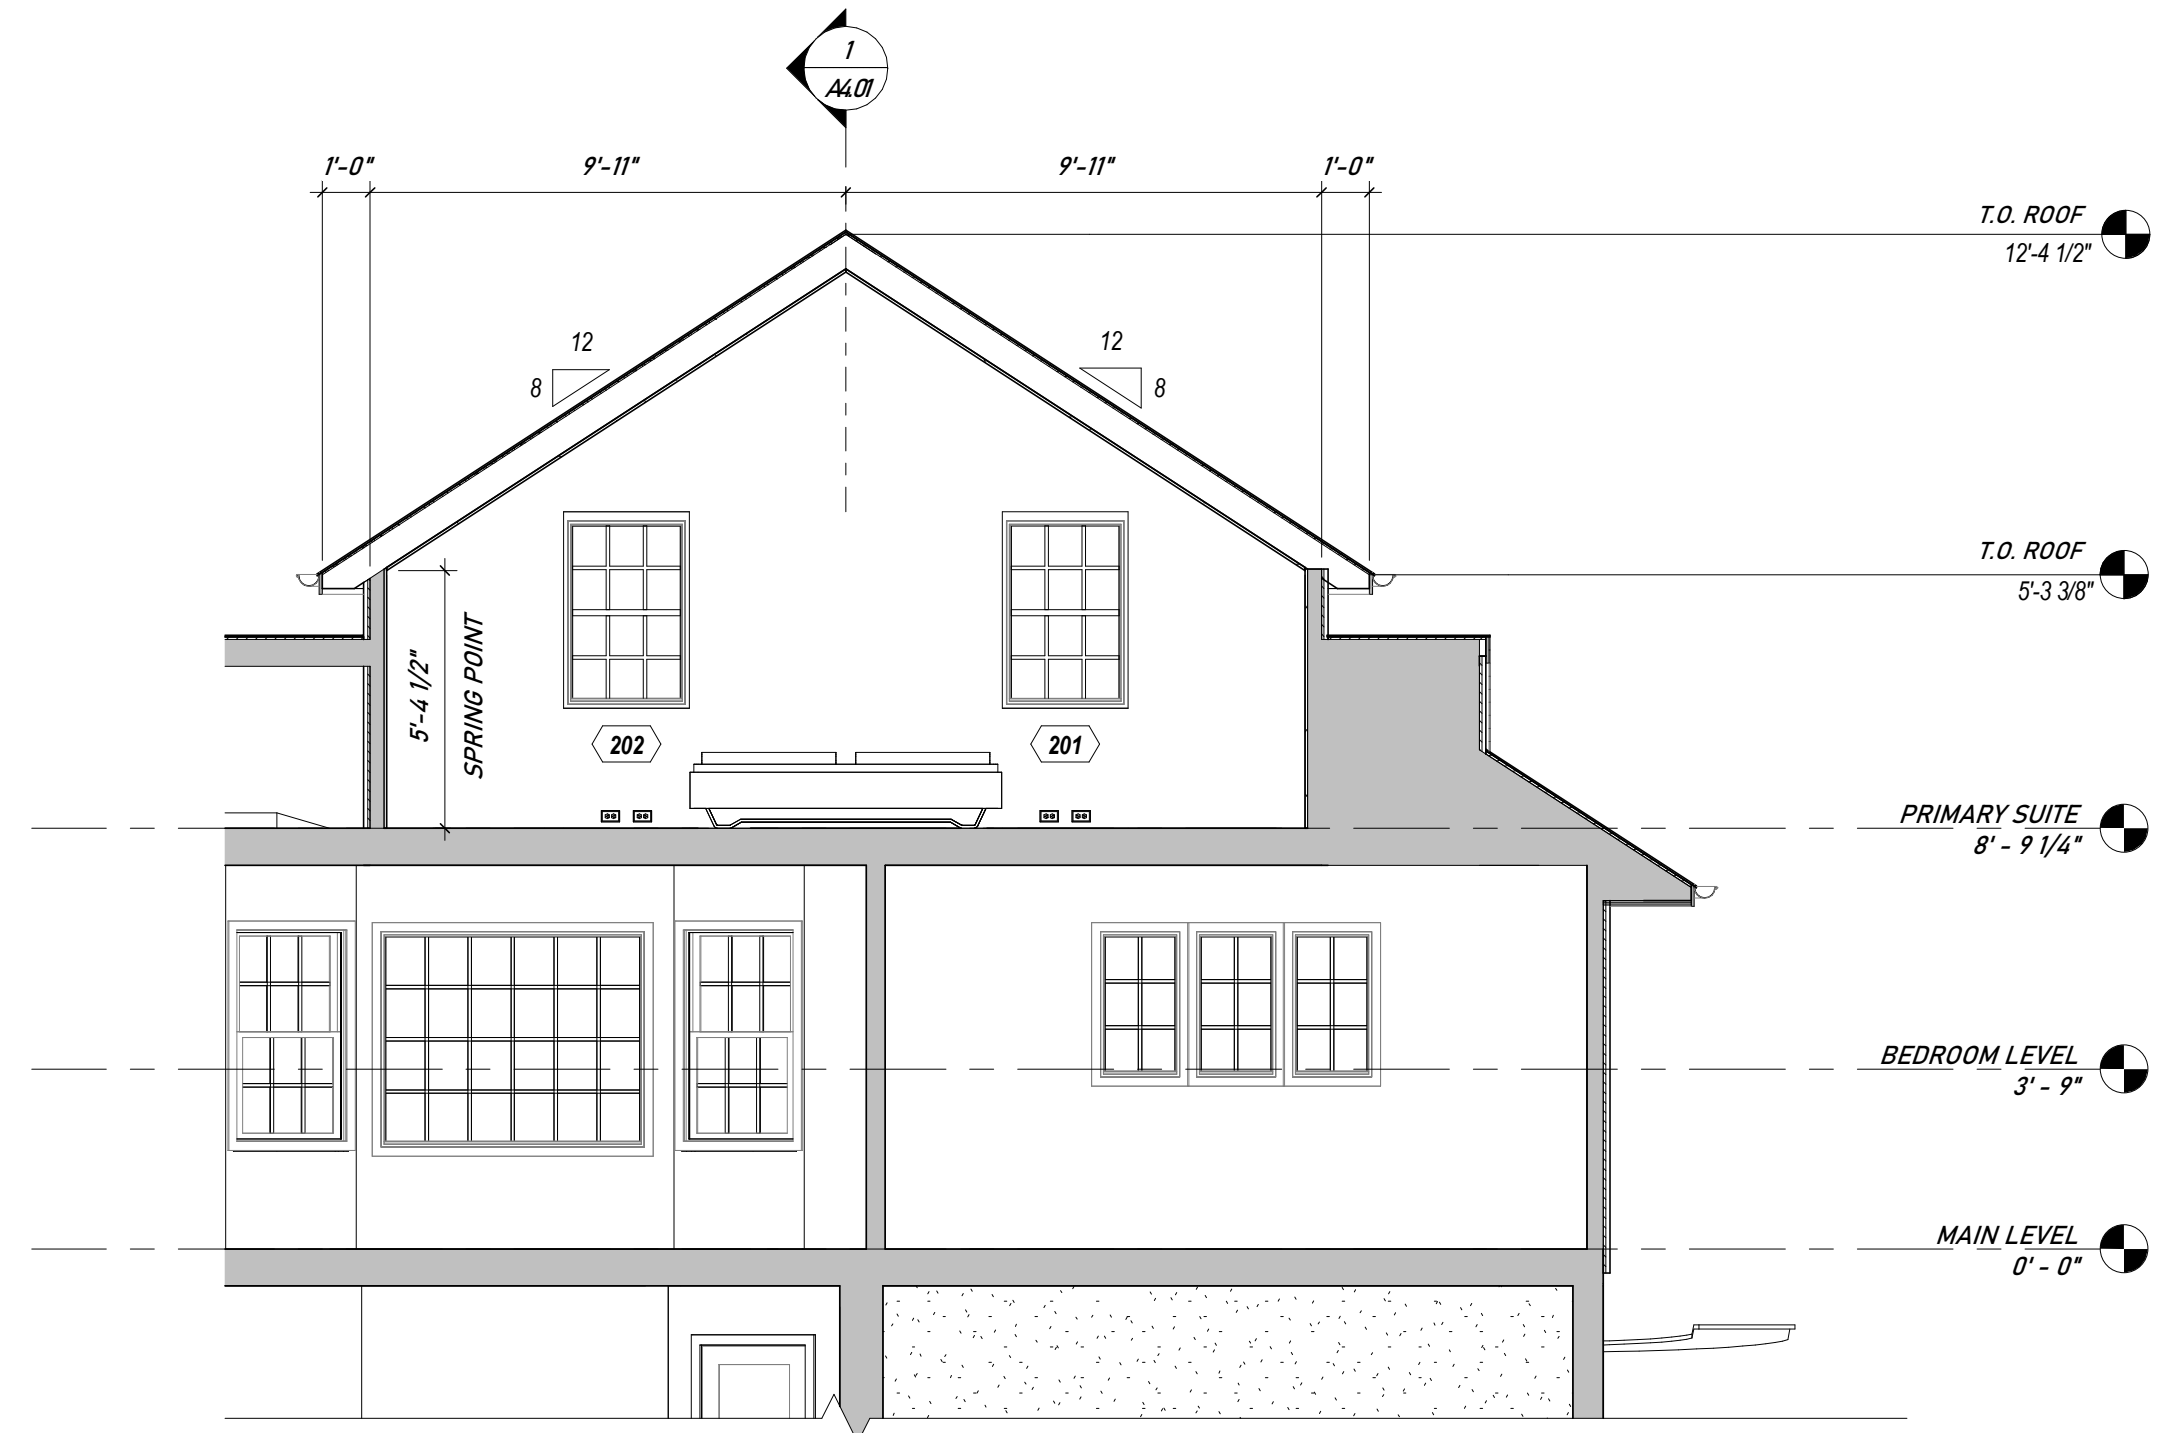 1
A4.01
1'-0"
9'-11"
9'-11"
1'-0"
T.O. ROOF
12'-4 1/2"
12
8
12
8
T.O. ROOF
5'-3 3/8"
5'-4 1/2"
SPRING POINT
202
201
PRIMARY SUITE
8' - 9 1/4"
BEDROOM LEVEL
3' - 9"
MAIN LEVEL
0' - 0"